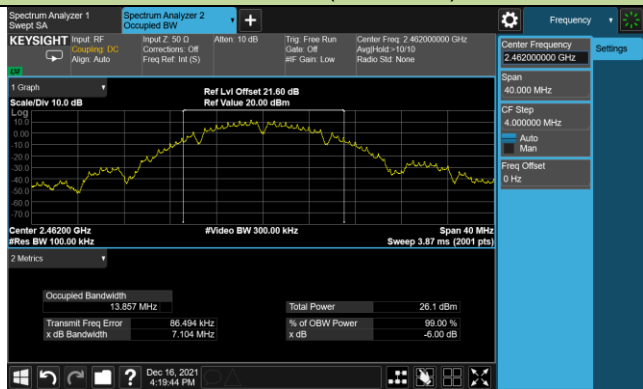 Spectrum Analyzer 1
Swept SA
Spectrum Analyzer 2
Occupied BW
Frequency
KEYSIGHT
Input: RF
Coupling: DC
Align: Auto
Input Z: 50 Ω
Corrections: Off
Freq Ref: Int (S)
Atten: 10 dB
Trig: Free Run
Gate: Off
#IF Gain: Low
Center Freq: 2.462000000 GHz
Avg|Hold:>10/10
Radio Std: None
LXI
Center Frequency
2.462000000 GHz
Settings
Span
40.000 MHz
CF Step
4.000000 MHz
Auto
Man
Freq Offset
0 Hz
1 Graph
Scale/Div 10.0 dB
Ref Lvl Offset 21.60 dB
Ref Value 20.00 dBm
Log
10.0
0.00
-10.0
-20.0
-30.0
-40.0
-50.0
-60.0
-70.0
Center 2.46200 GHz
#Res BW 100.00 kHz
#Video BW 300.00 kHz
Span 40 MHz
Sweep 3.87 ms (2001 pts)
2 Metrics
Occupied Bandwidth
13.857 MHz
Total Power 26.1 dBm
Transmit Freq Error 86.494 kHz
% of OBW Power 99.00 %
x dB Bandwidth 7.104 MHz
x dB -6.00 dB
?
Dec 16, 2021
4:19:44 PM